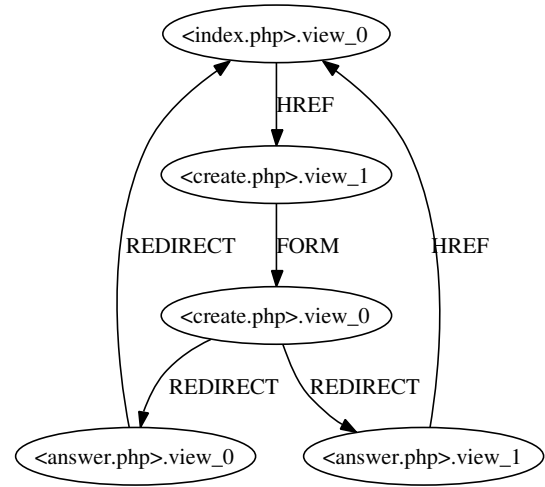 <index.php>.view_0
HREF
<create.php>.view_1
REDIRECT
FORM
HREF
<create.php>.view_0
REDIRECT
REDIRECT
<answer.php>.view_0
<answer.php>.view_1